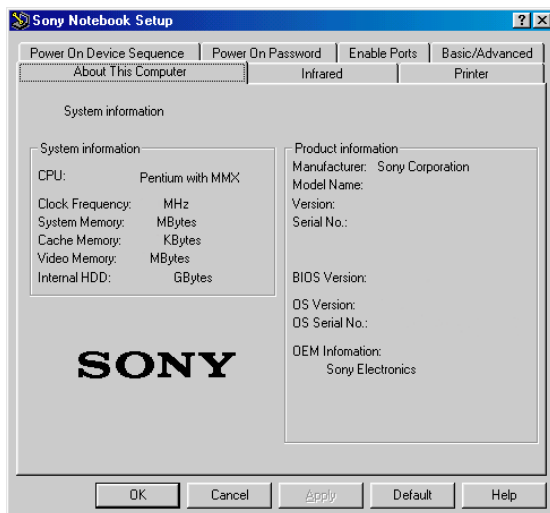 Sony Notebook Setup
Power On Device Sequence
Power On Password
Enable Ports
Basic/Advanced
About This Computer
Infrared
Printer
System information
System information
CPU: Pentium with MMX
Clock Frequency: MHz
System Memory: MBytes
Cache Memory: KBytes
Video Memory: MBytes
Internal HDD: GBytes
SONY
Product information
Manufacturer: Sony Corporation
Model Name:
Version:
Serial No.:
BIOS Version:
OS Version:
OS Serial No.:
OEM Infomation:
Sony Electronics
OK
Cancel
Apply
Default
Help